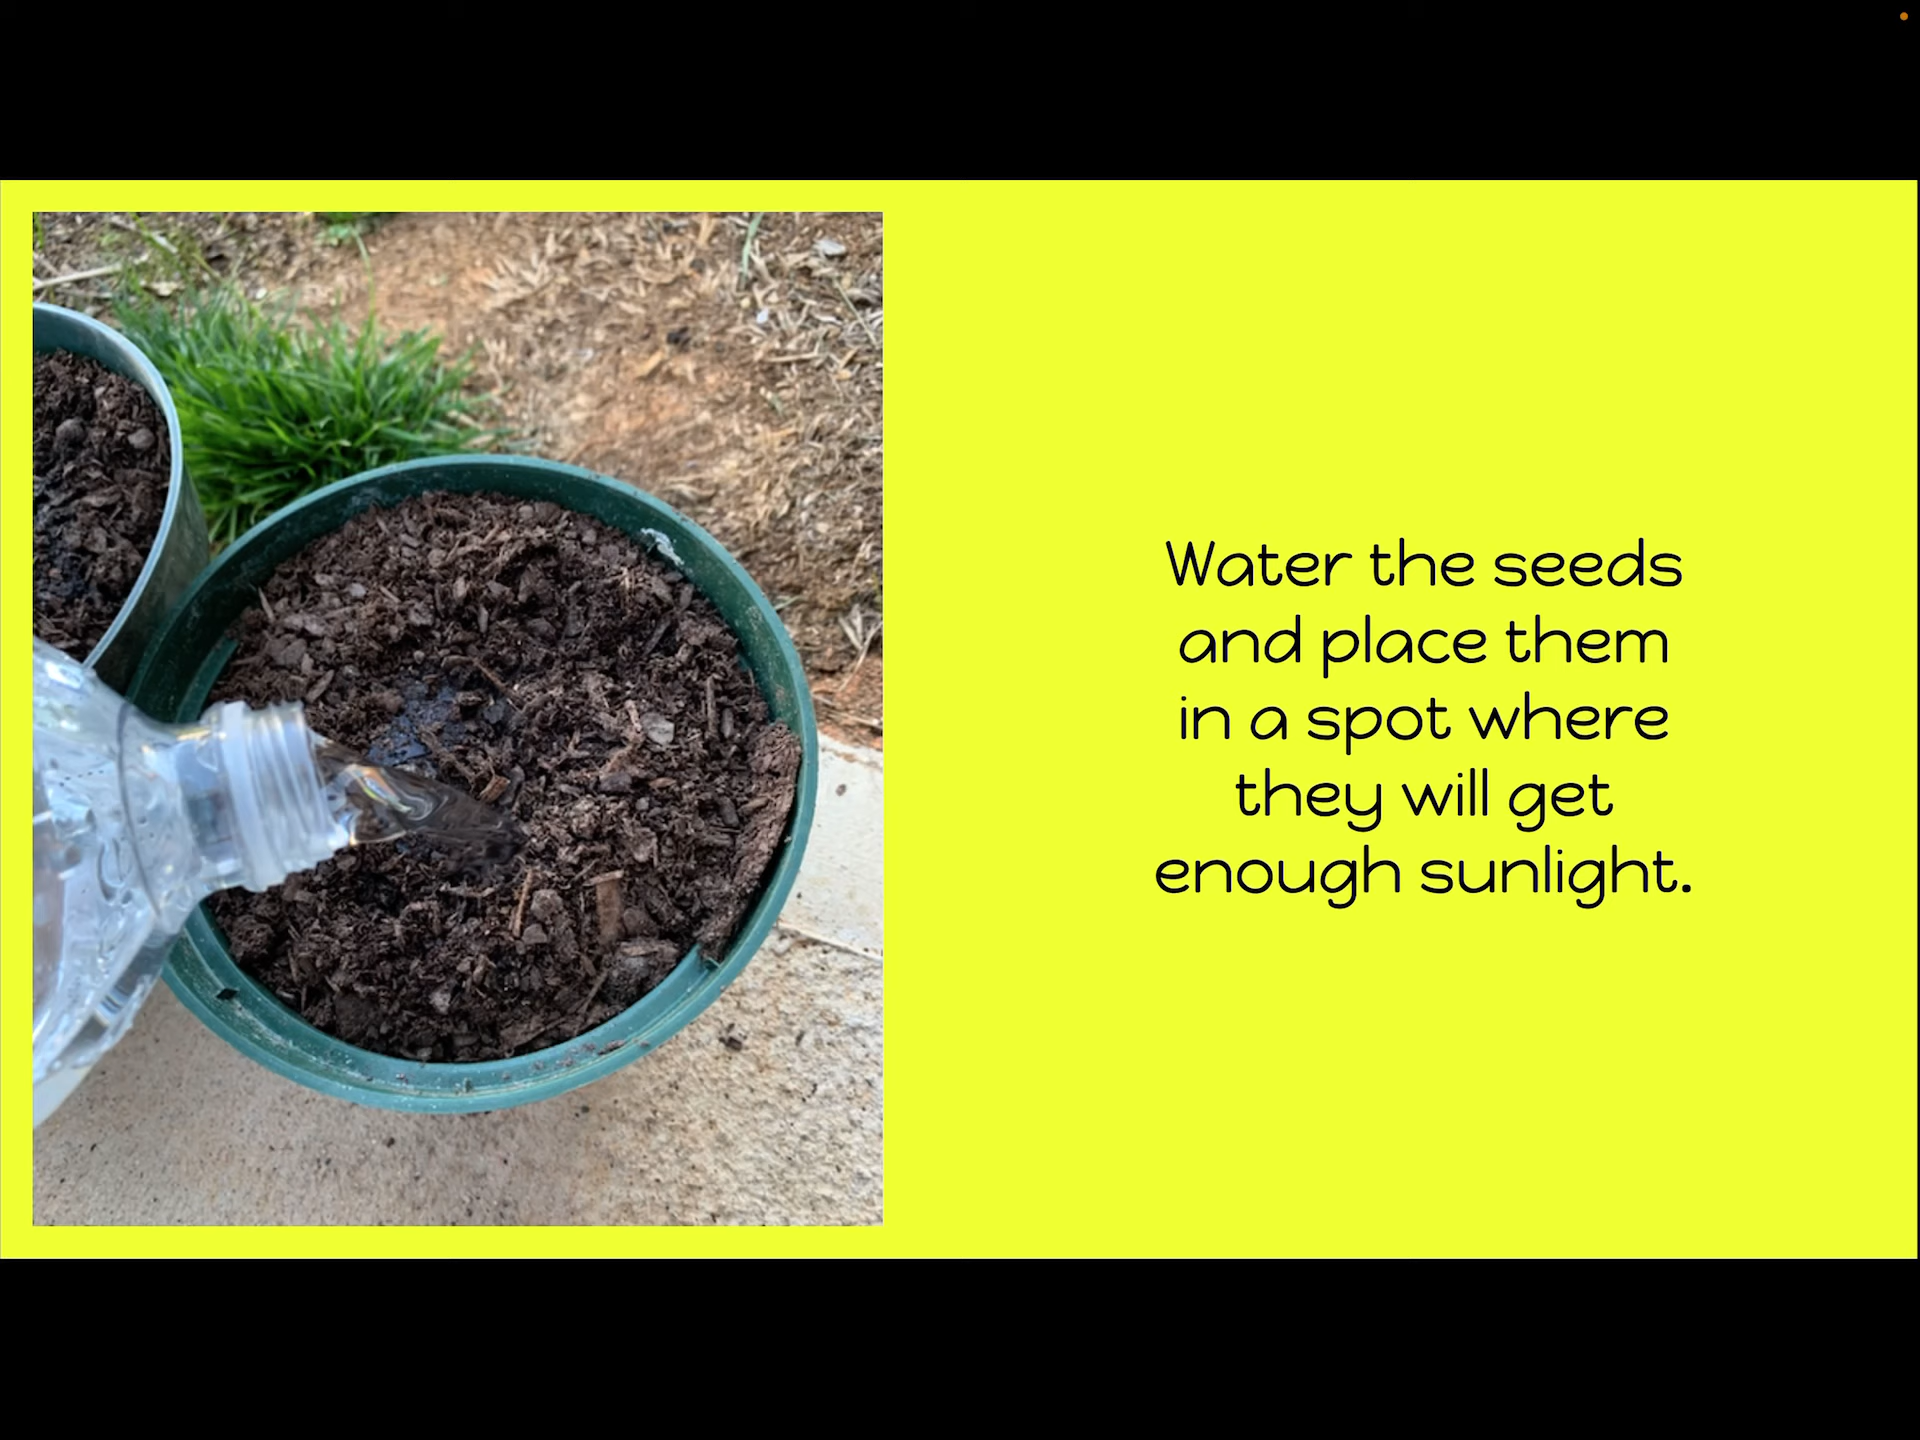 Water the seeds
and place them
in a spot where
they will get
enough sunlight.